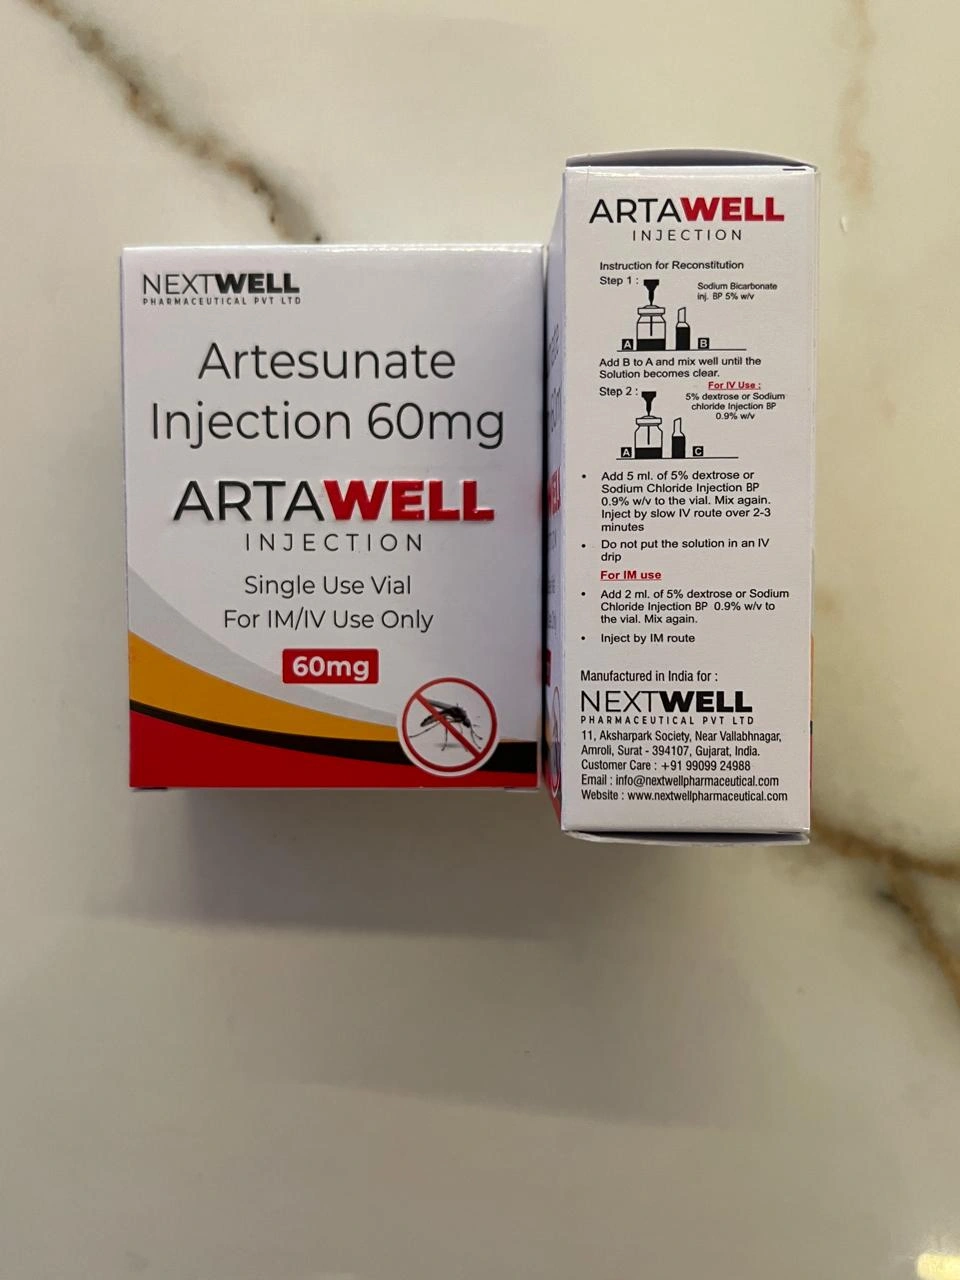 NEXTWELL
PHARMACEUTICAL PVT LTD
Artesunate
Injection 60mg
ARTAWELL
INJECTION
Single Use Vial
For IM/IV Use Only
60mg
ARTAWELL
INJECTION
Instruction for Reconstitution
Step 1 :
Sodium Bicarbonate
inj. BP 5% w/v
A
B
Add B to A and mix well until the
Solution becomes clear.
Step 2 :
For IV Use :
5% dextrose or Sodium
chloride Injection BP
0.9% w/v
A
C
• Add 5 ml. of 5% dextrose or
Sodium Chloride Injection BP
0.9% w/v to the vial. Mix again.
Inject by slow IV route over 2-3
minutes
• Do not put the solution in an IV
drip
For IM use
• Add 2 ml. of 5% dextrose or Sodium
Chloride Injection BP 0.9% w/v to
the vial. Mix again.
• Inject by IM route
Manufactured in India for :
NEXTWELL
PHARMACEUTICAL PVT LTD
11, Aksharpark Society, Near Vallabhnagar,
Amroli, Surat - 394107, Gujarat, India.
Customer Care : +91 99099 24988
Email : info@nextwellpharmaceutical.com
Website : www.nextwellpharmaceutical.com